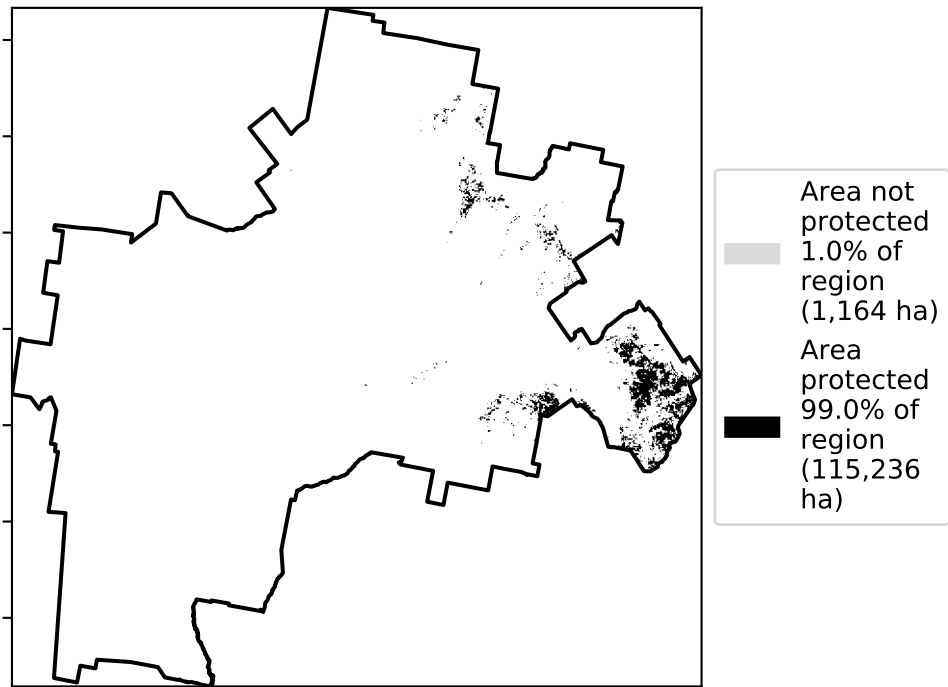 Area not
protected
1.0% of
region
(1,164 ha)
Area
protected
99.0% of
region
(115,236
ha)